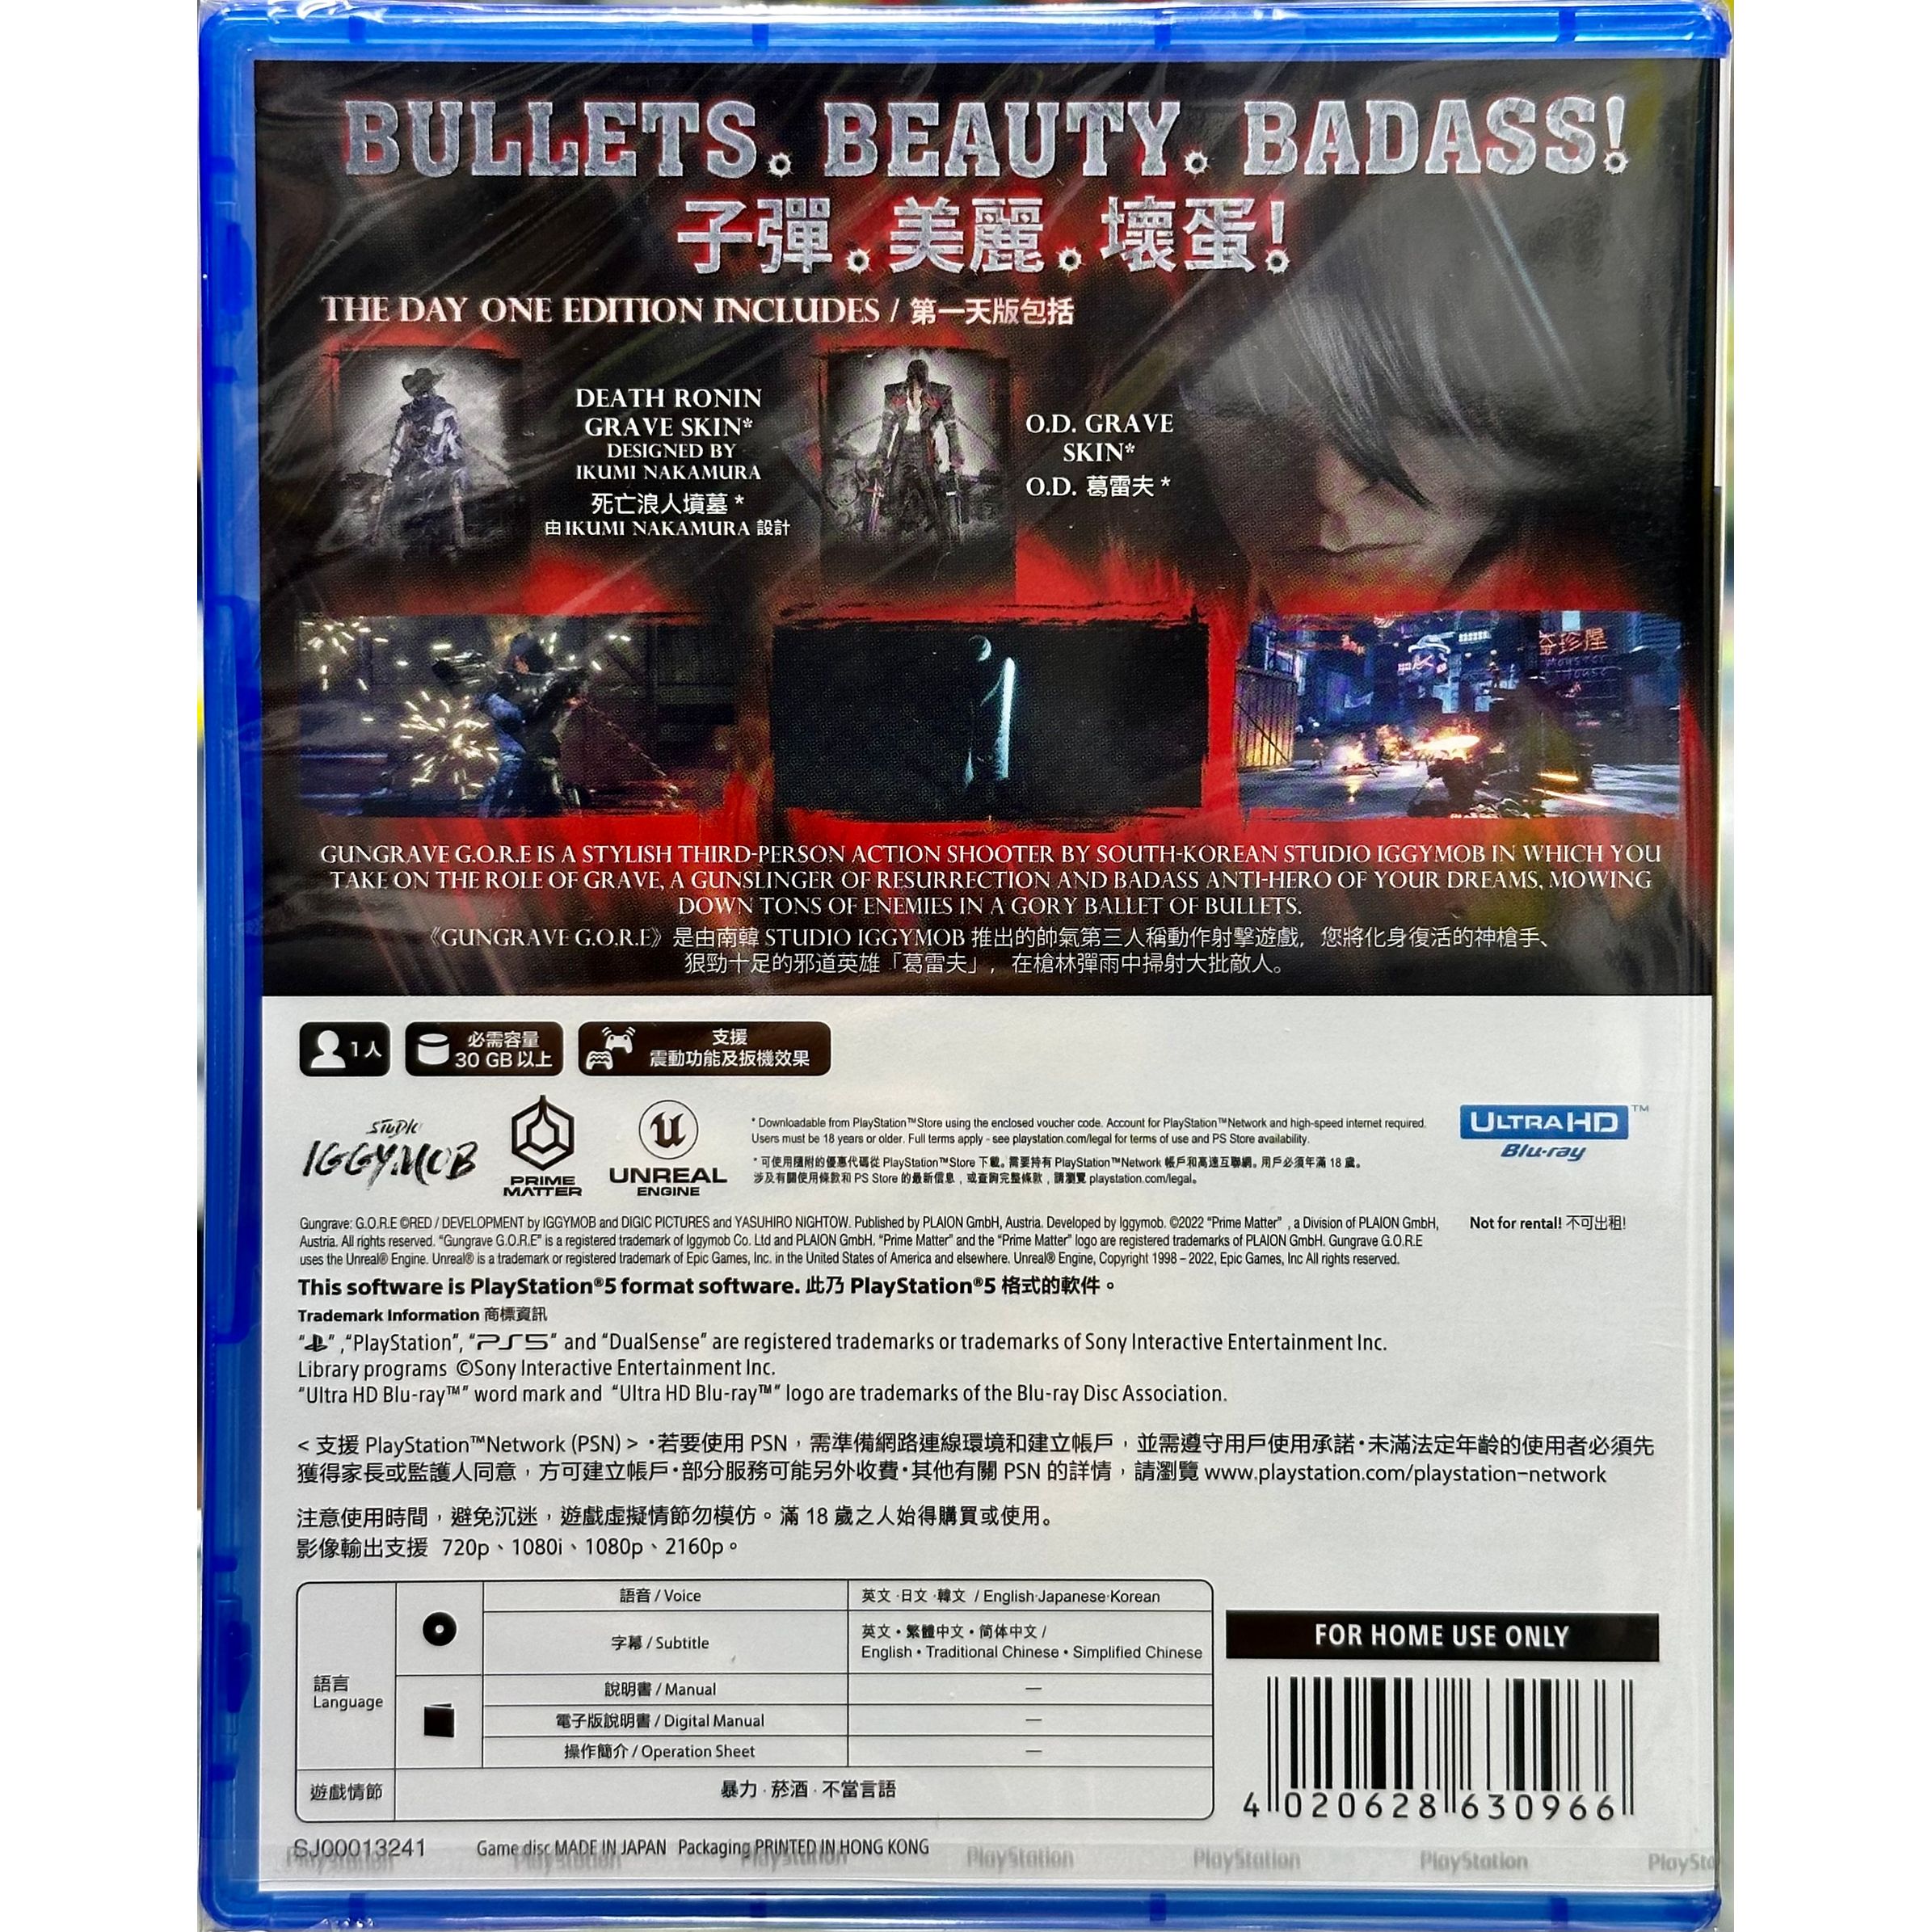 BULLETS. BEAUTY. BADASS!
子彈.美麗.壞蛋!
THE DAY ONE EDITION INCLUDES / 第一天版包括
DEATH RONIN
GRAVE SKIN*
DESIGNED BY
IKUMI NAKAMURA
死亡浪人墳墓 *
由IKUMI NAKAMURA 設計
O.D. GRAVE
SKIN*
O.D. 葛雷夫 *
奇珍屋
Monster
House
GUNGRAVE G.O.R.E IS A STYLISH THIRD-PERSON ACTION SHOOTER BY SOUTH-KOREAN STUDIO IGGYMOB IN WHICH YOU
TAKE ON THE ROLE OF GRAVE, A GUNSLINGER OF RESURRECTION AND BADASS ANTI-HERO OF YOUR DREAMS, MOWING
DOWN TONS OF ENEMIES IN A GORY BALLET OF BULLETS.
《GUNGRAVE G.O.R.E》是由南韓 STUDIO IGGYMOB 推出的帥氣第三人稱動作射擊遊戲，您將化身復活的神槍手、
狠勁十足的邪道英雄「葛雷夫」，在槍林彈雨中掃射大批敵人。
1人
必需容量
30 GB 以上
支援
震動功能及扳機效果
STUDIO
IGGYMOB
PRIME
MATTER
UNREAL
ENGINE
* Downloadable from PlayStation™Store using the enclosed voucher code. Account for PlayStation™Network and high-speed internet required.
Users must be 18 years or older. Full terms apply - see playstation.com/legal for terms of use and PS Store availability.
* 可使用隨附的優惠代碼從 PlayStation™Store 下載。需要持有 PlayStation™Network 帳戶和高速互聯網。用戶必須年滿 18 歲。
涉及有關使用條款和 PS Store 的最新信息，或查詢完整條款，請瀏覽 playstation.com/legal。
ULTRA HD™
Blu-ray
Gungrave: G.O.R.E ©RED / DEVELOPMENT by IGGYMOB and DIGIC PICTURES and YASUHIRO NIGHTOW. Published by PLAION GmbH, Austria. Developed by Iggymob. ©2022 “Prime Matter” , a Division of PLAION GmbH,
Austria. All rights reserved. “Gungrave G.O.R.E” is a registered trademark of Iggymob Co. Ltd and PLAION GmbH. “Prime Matter” and the “Prime Matter” logo are registered trademarks of PLAION GmbH. Gungrave G.O.R.E
uses the Unreal® Engine. Unreal® is a trademark or registered trademark of Epic Games, Inc. in the United States of America and elsewhere. Unreal® Engine, Copyright 1998 – 2022, Epic Games, Inc All rights reserved.
Not for rental! 不可出租!
This software is PlayStation®5 format software. 此乃 PlayStation®5 格式的軟件。
Trademark Information 商標資訊
“PS” ,“PlayStation”,“PS5” and “DualSense” are registered trademarks or trademarks of Sony Interactive Entertainment Inc.
Library programs ©Sony Interactive Entertainment Inc.
“Ultra HD Blu-ray™” word mark and “Ultra HD Blu-ray™” logo are trademarks of the Blu-ray Disc Association.
< 支援 PlayStation™Network (PSN) > ・若要使用 PSN，需準備網路連線環境和建立帳戶，並需遵守用戶使用承諾・未滿法定年齡的使用者必須先
獲得家長或監護人同意，方可建立帳戶・部分服務可能另外收費・其他有關 PSN 的詳情，請瀏覽 www.playstation.com/playstation-network
注意使用時間，避免沉迷，遊戲虛擬情節勿模仿。滿 18 歲之人始得購買或使用。
影像輸出支援 720p、1080i、1080p、2160p。
語言
Language
語音 / Voice
英文 ·日文 ·韓文 / English·Japanese·Korean
字幕 / Subtitle
英文・繁體中文・简体中文 /
English • Traditional Chinese • Simplified Chinese
說明書 / Manual
—
電子版說明書 / Digital Manual
—
操作簡介 / Operation Sheet
—
遊戲情節
暴力 · 菸酒 · 不當言語
FOR HOME USE ONLY
4 020628 630966
SJ00013241 Game disc MADE IN JAPAN Packaging PRINTED IN HONG KONG
PlayStation PlayStation PlayStation PlayStation PlayStation PlayStation PlaySta